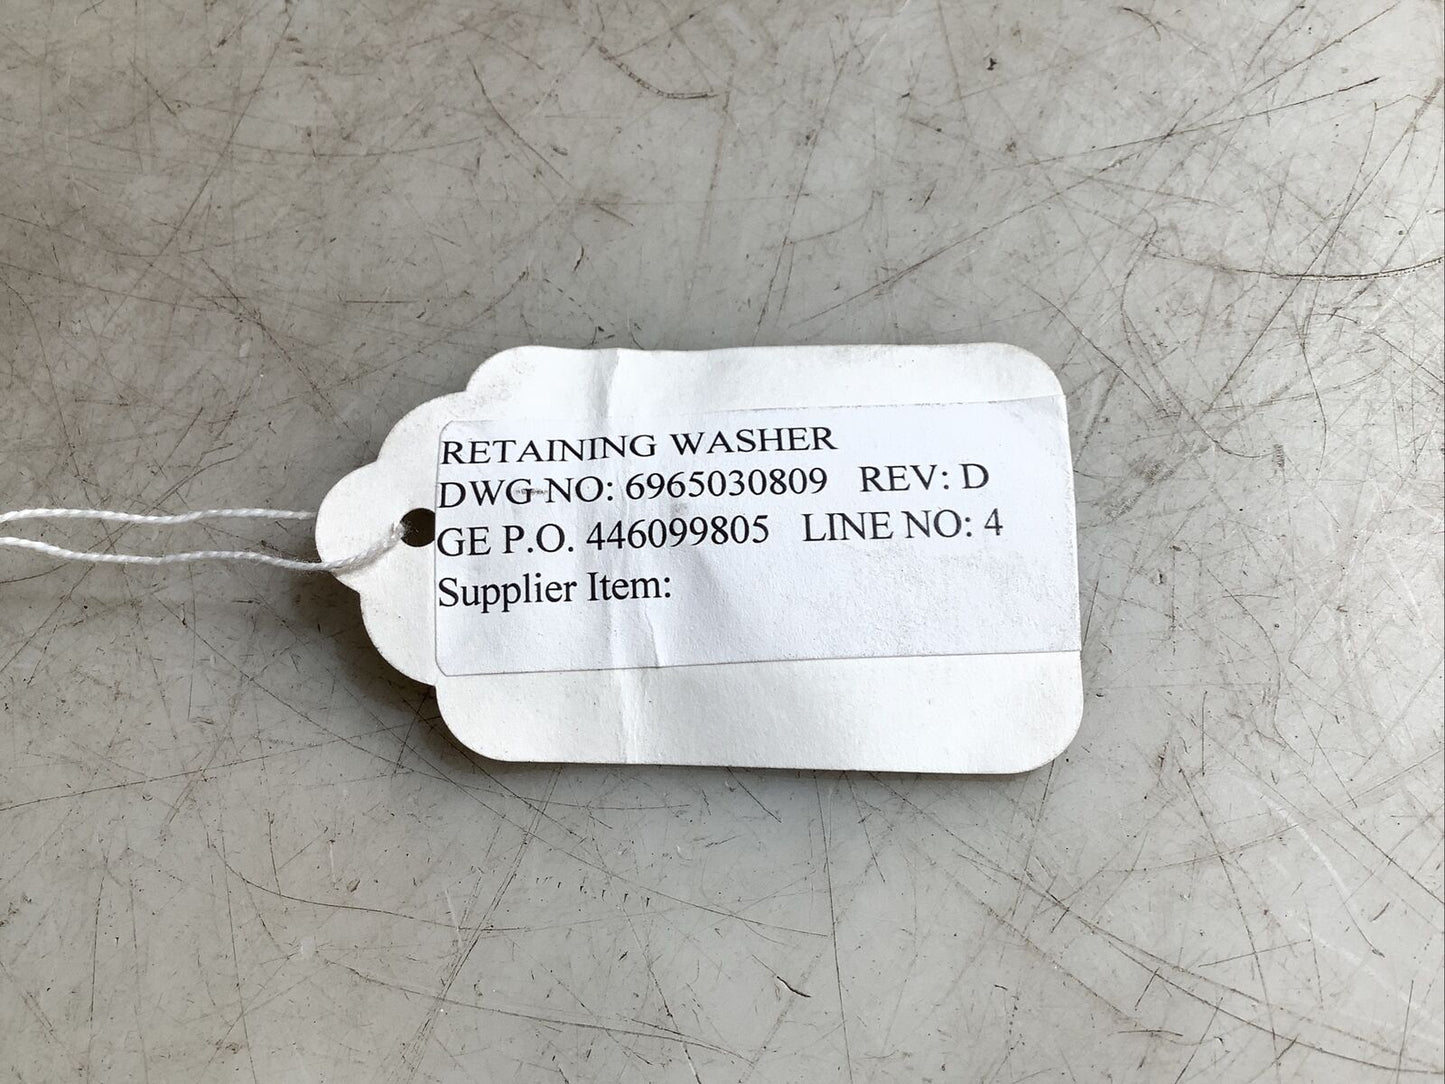 RETAINING WASHER
DWG NO: 6965030809 REV: D
GE P.O. 446099805 LINE NO: 4
Supplier Item: